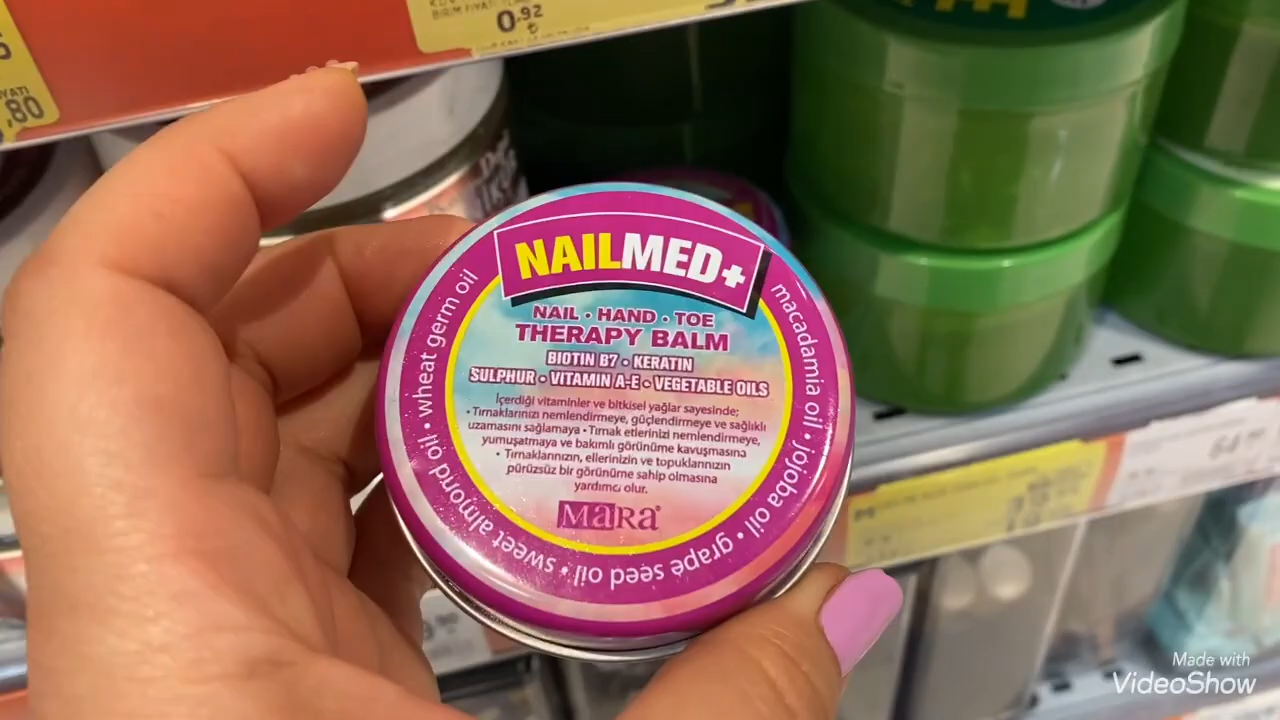 BİRİM FİYATI
0,92
₺
YATI
,80
NAILMED+
NAIL • HAND • TOE
THERAPY BALM
BIOTIN B7 • KERATIN
SULPHUR • VITAMIN A-E • VEGETABLE OILS
İçerdiği vitaminler ve bitkisel yağlar sayesinde;
• Tırnaklarınızı nemlendirmeye, güçlendirmeye ve sağlıklı
uzamasını sağlamaya • Tırnak etlerinizi nemlendirmeye,
yumuşatmaya ve bakımlı görünüme kavuşmasına
• Tırnaklarınızın, ellerinizin ve topuklarınızın
pürüzsüz bir görünüme sahip olmasına
yardımcı olur.
MaRa®
macadamia oil • jojoba oil • grape seed oil • sweet almond oil • wheat germ oil
Made with
VideoShow